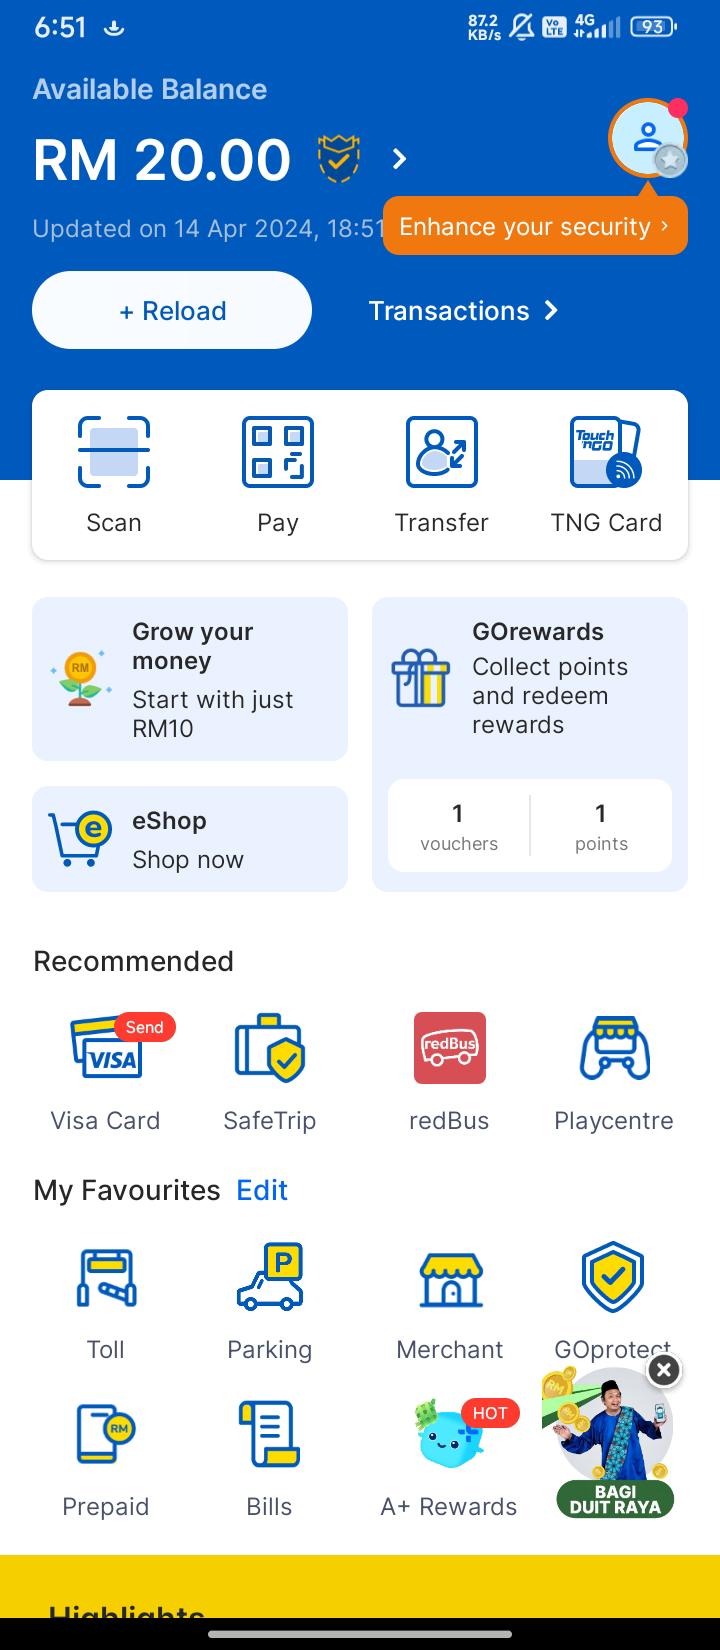 6:51
87.2
KB/s
Vo
LTE
4G
93
Available Balance
RM 20.00
Updated on 14 Apr 2024, 18:51
Enhance your security
+ Reload
Transactions
Touch
'nGO
Scan
Pay
Transfer
TNG Card
Grow your
money
RM
Start with just
RM10
GOrewards
Collect points
and redeem
rewards
e
eShop
Shop now
1
vouchers
1
points
Recommended
Send
VISA
redBus
Visa Card
SafeTrip
redBus
Playcentre
My Favourites
Edit
P
Toll
Parking
Merchant
GOprotect
RM
HOT
RM
BAGI
DUIT RAYA
Prepaid
Bills
A+ Rewards
Highlights